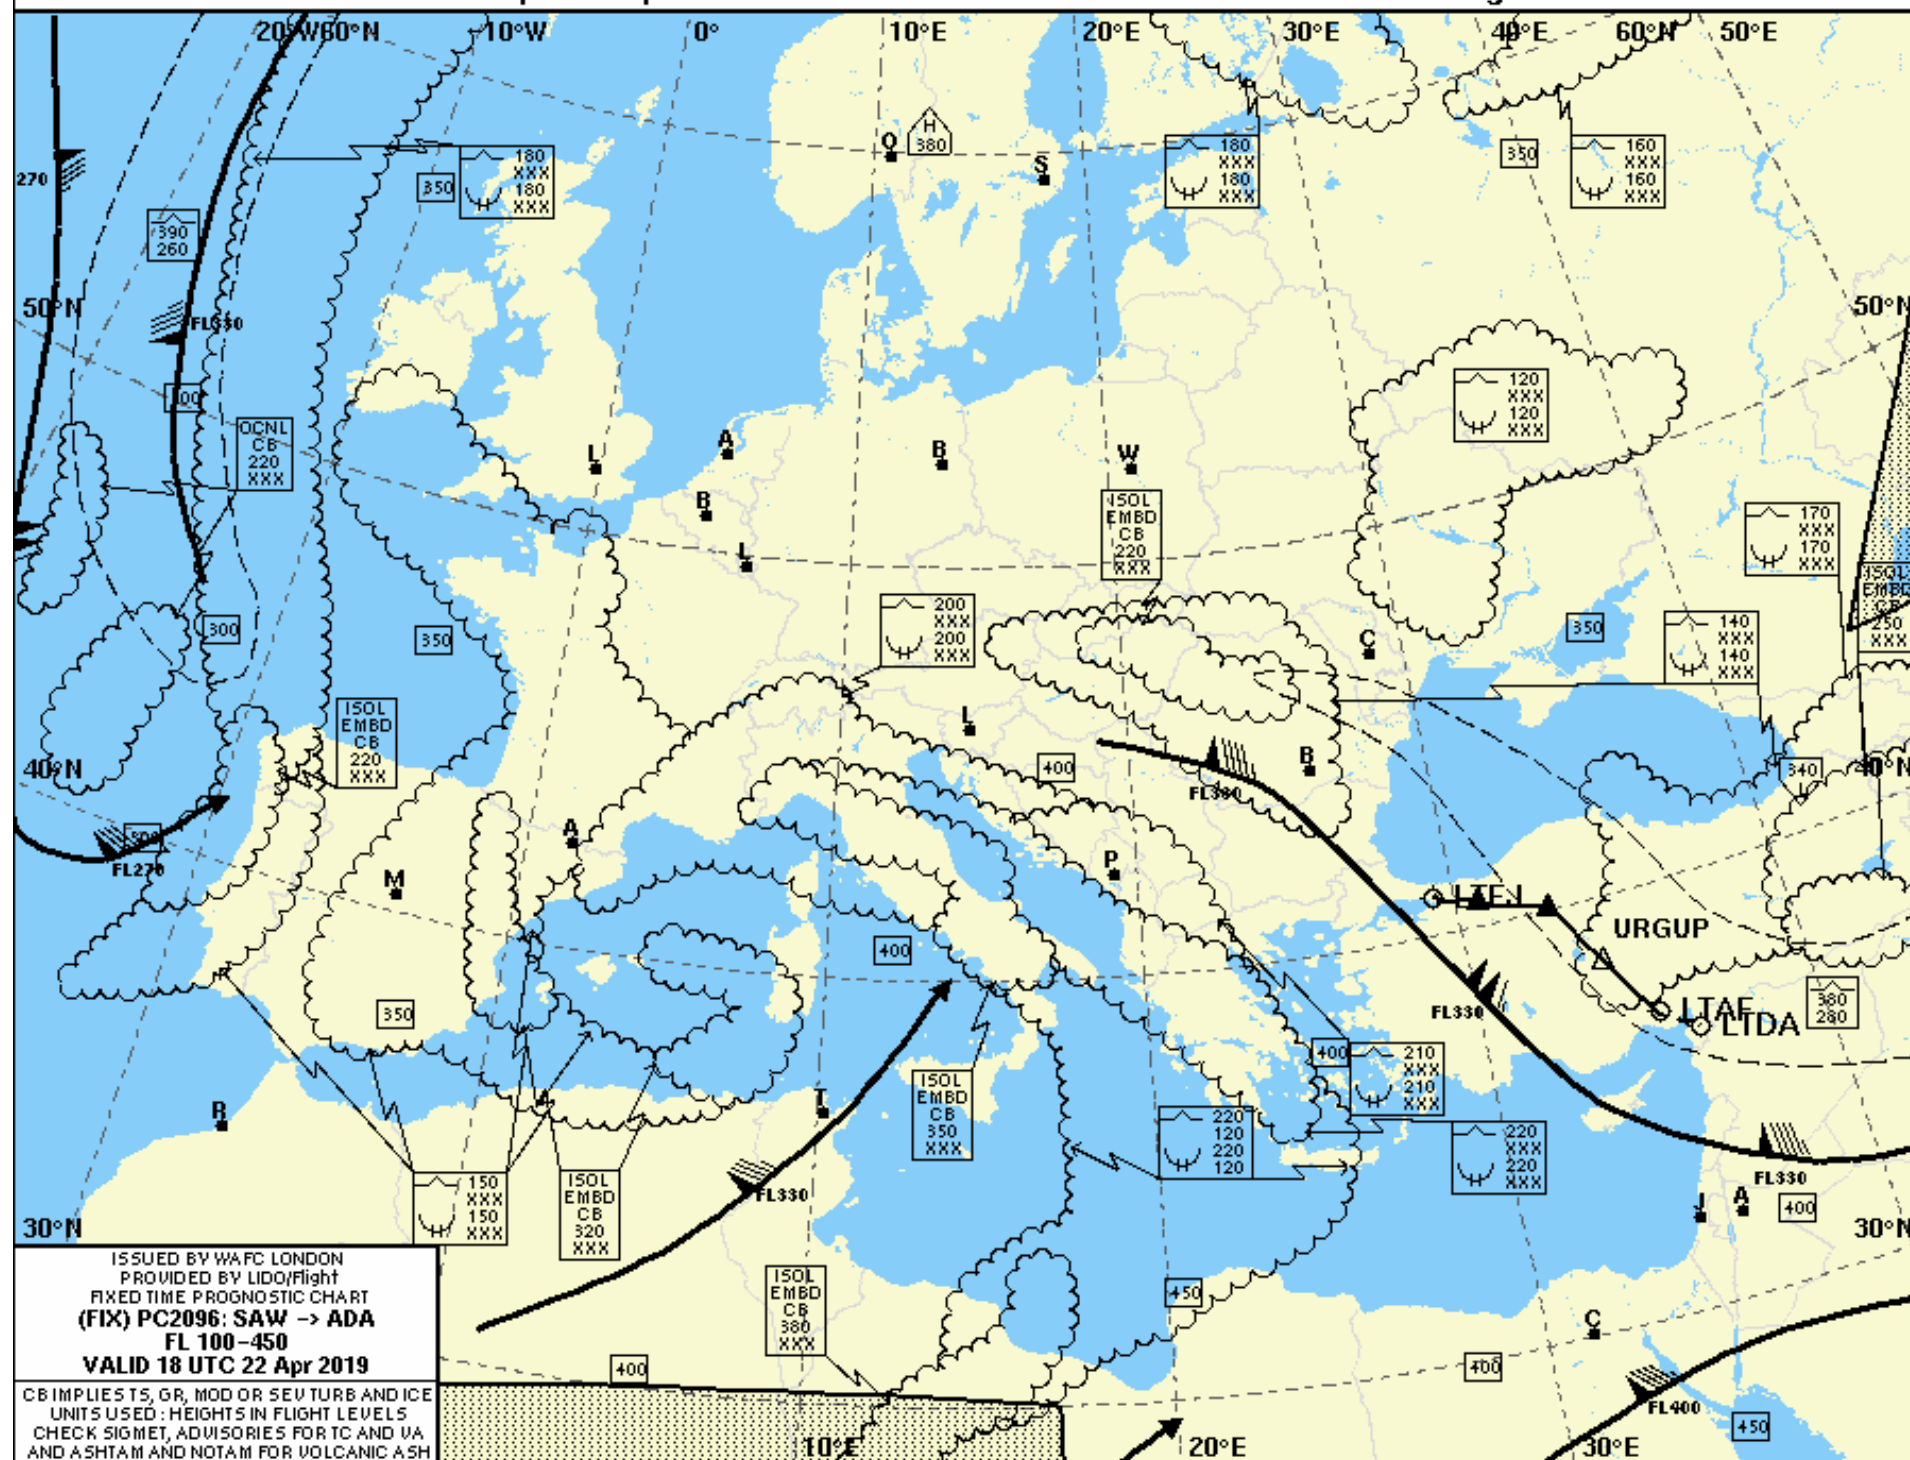 20°W
60°N
10°W
0°
10°E
20°E
30°E
40°E
60°N
50°E
H
380
O
S
270
180
XXX
180
XXX
350
180
XXX
180
XXX
350
160
XXX
160
XXX
390
260
50°N
FL350
50°N
120
XXX
120
XXX
OCNL
CB
220
XXX
L
A
B
B
W
L
ISOL
EMBD
CB
220
XXX
170
XXX
170
XXX
ISOL
EMBD
CB
250
XXX
300
350
200
XXX
200
XXX
C
350
140
XXX
140
XXX
ISOL
EMBD
CB
220
XXX
L
400
B
FL380
340
40°N
40°N
FL270
A
M
P
LTFJ
URGUP
400
350
FL330
LTAF
LTDA
380
280
400
210
XXX
210
XXX
R
T
ISOL
EMBD
CB
350
XXX
220
120
220
120
220
XXX
220
XXX
150
XXX
150
XXX
ISOL
EMBD
CB
320
XXX
FL330
FL330
J
A
400
30°N
30°N
ISOL
EMBD
CB
380
XXX
450
C
400
400
FL400
450
10°E
20°E
30°E
ISSUED BY WAFC LONDON
PROVIDED BY LIDO/Flight
FIXED TIME PROGNOSTIC CHART
(FIX) PC2096: SAW -> ADA
FL 100-450
VALID 18 UTC 22 Apr 2019
CB IMPLIES TS, GR, MOD OR SEV TURB AND ICE
UNITS USED : HEIGHTS IN FLIGHT LEVELS
CHECK SIGMET, ADVISORIES FOR TC AND VA
AND ASHTAM AND NOTAM FOR VOLCANIC ASH